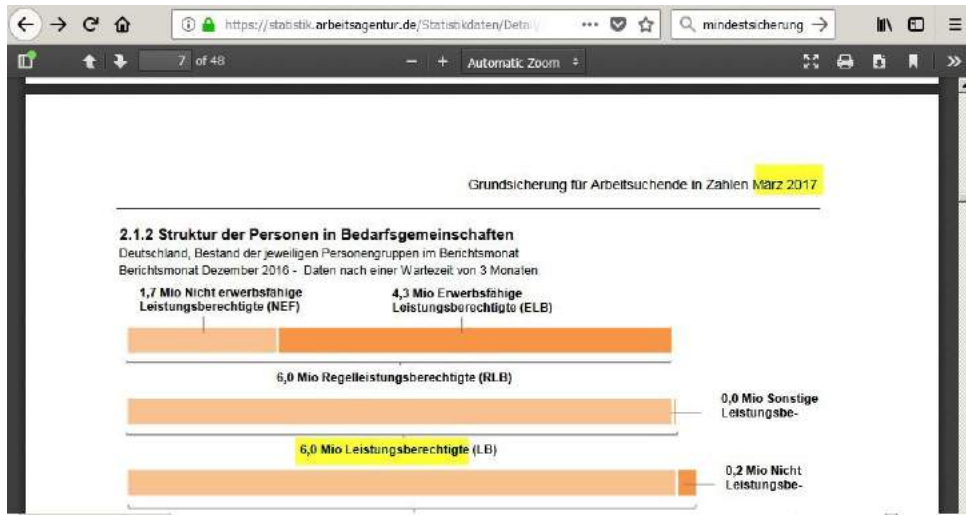 https://statistik.arbeitsagentur.de/Statistikdaten/Detail/
mindestsicherung
7 of 48
Automatic Zoom
Grundsicherung für Arbeitsuchende in Zahlen März 2017
2.1.2 Struktur der Personen in Bedarfsgemeinschaften
Deutschland, Bestand der jeweiligen Personengruppen im Berichtsmonat
Berichtsmonat Dezember 2016 - Daten nach einer Wartezeit von 3 Monaten
1,7 Mio Nicht erwerbsfähige
Leistungsberechtigte (NEF)
4,3 Mio Erwerbsfähige
Leistungsberechtigte (ELB)
6,0 Mio Regelleistungsberechtigte (RLB)
0,0 Mio Sonstige
Leistungsbe-
6,0 Mio Leistungsberechtigte (LB)
0,2 Mio Nicht
Leistungsbe-